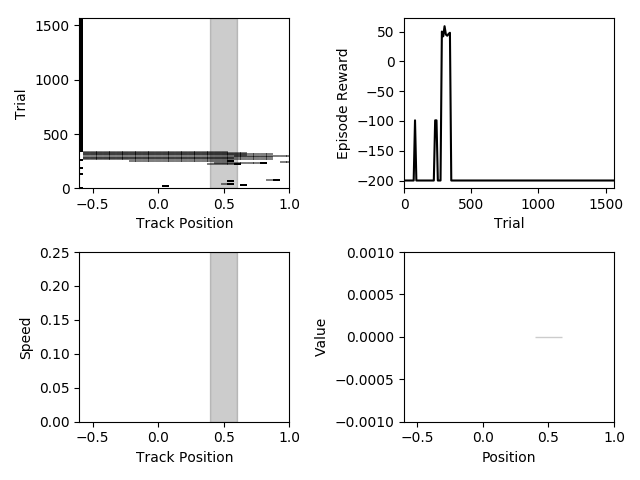 1500
1000
500
0
Trial
−0.5 0.0 0.5 1.0
Track Position
50
0
−50
−100
−150
−200
Episode Reward
0 500 1000 1500
Trial
0.25
0.20
0.15
0.10
0.05
0.00
Speed
−0.5 0.0 0.5 1.0
Track Position
0.0010
0.0005
0.0000
−0.0005
−0.0010
Value
−0.5 0.0 0.5 1.0
Position